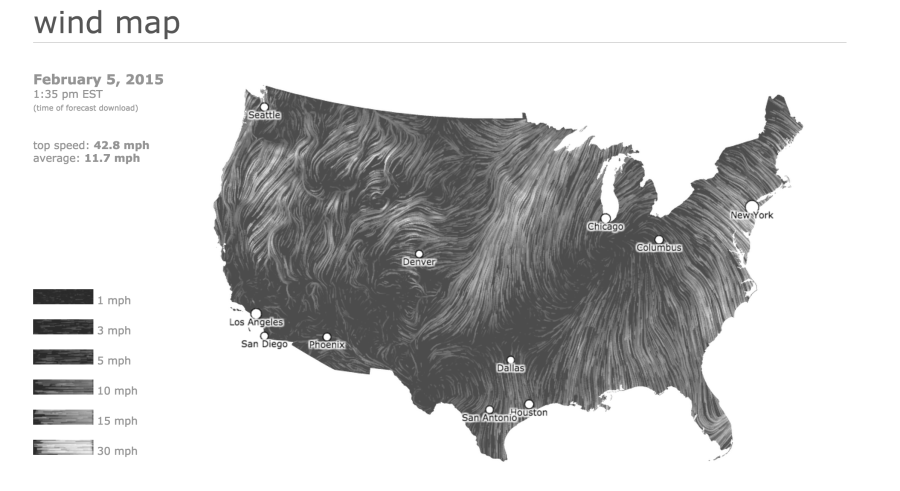 wind map
February 5, 2015
1:35 pm EST
(time of forecast download)
top speed: 42.8 mph
average: 11.7 mph
1 mph
3 mph
5 mph
10 mph
15 mph
30 mph
Seattle
New York
Chicago
Columbus
Denver
Los Angeles
San Diego
Phoenix
Dallas
San Antonio
Houston